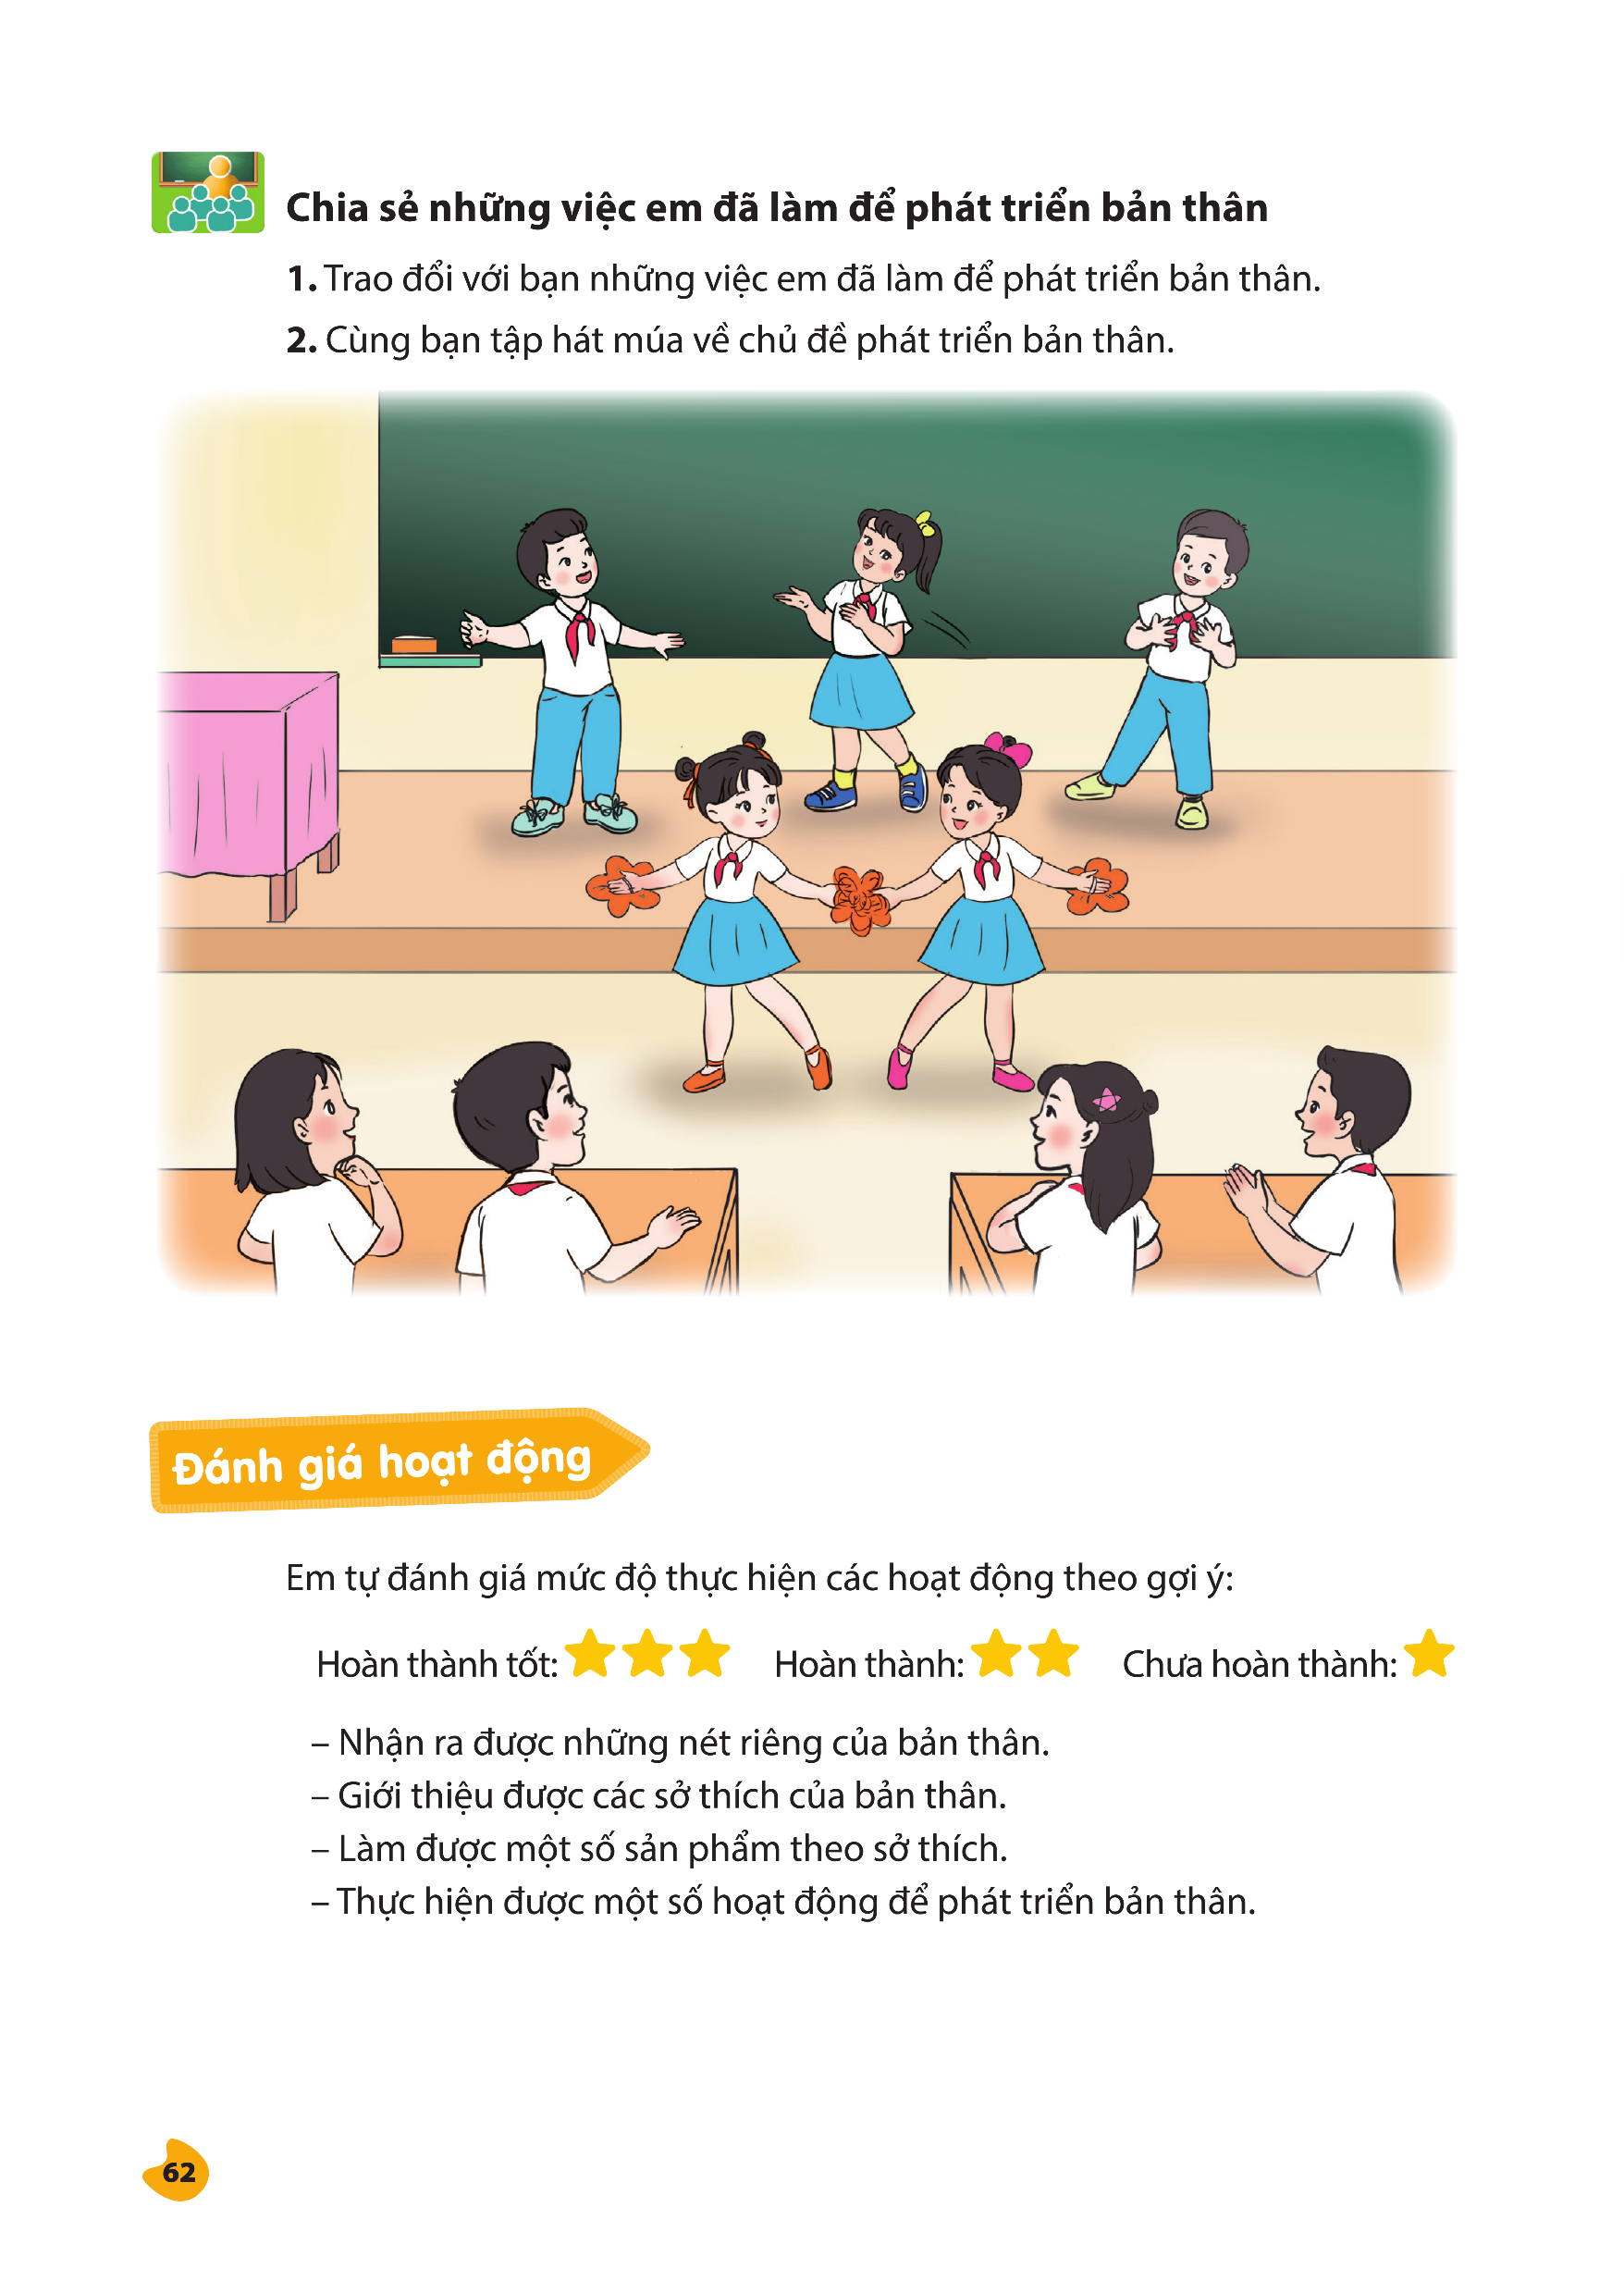 Chia sẻ những việc em đã làm để phát triển bản thân
1. Trao đổi với bạn những việc em đã làm để phát triển bản thân.
2. Cùng bạn tập hát múa về chủ đề phát triển bản thân.
Đánh giá hoạt động
Em tự đánh giá mức độ thực hiện các hoạt động theo gợi ý:
Hoàn thành tốt: Hoàn thành: Chưa hoàn thành:
– Nhận ra được những nét riêng của bản thân.
– Giới thiệu được các sở thích của bản thân.
– Làm được một số sản phẩm theo sở thích.
– Thực hiện được một số hoạt động để phát triển bản thân.
62